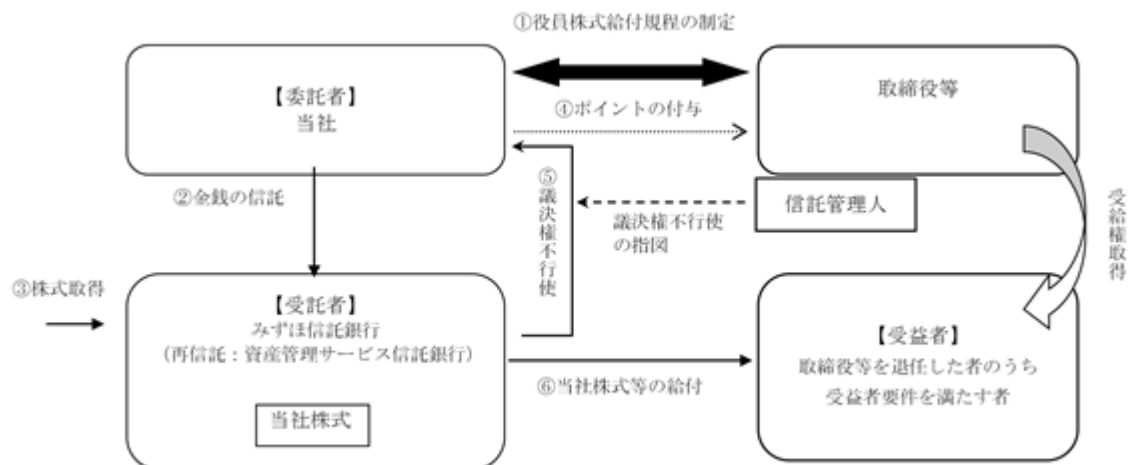 ①役員株式給付規程の制定
【委託者】
当社
取締役等
④ポイントの付与
②金銭の信託
⑤議決権不行使
信託管理人
議決権不行使
の指図
受給権取得
③株式取得
【受託者】
みずほ信託銀行
（再信託：資産管理サービス信託銀行）
当社株式
⑥当社株式等の給付
【受益者】
取締役等を退任した者のうち
受益者要件を満たす者